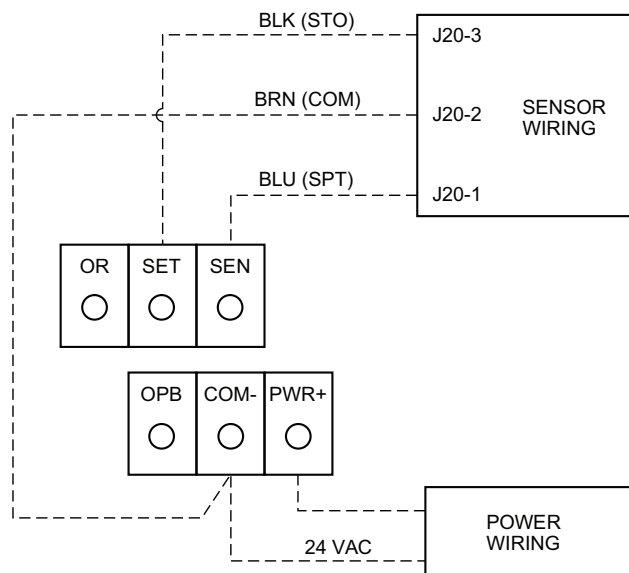 BLK (STO)
J20-3
BRN (COM)
J20-2
SENSOR
WIRING
BLU (SPT)
J20-1
OR
SET
SEN
OPB
COM-
PWR+
24 VAC
POWER
WIRING